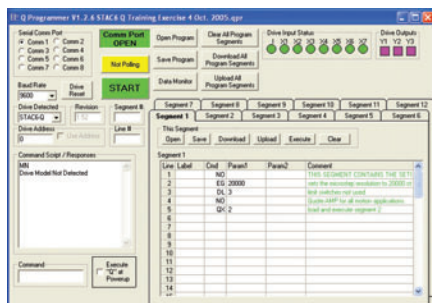 Q Programmer V1.2.6 STAC6 Q Training Exercise 4 Oct. 2005.qpr
Serial Comm Port
Comm 1 Comm 2
Comm 3 Comm 4
Comm 5 Comm 6
Comm 7 Comm 8
Comm Port OPEN
Not Polling
START
Open Program
Save Program
Data Monitor
Clear All Program Segments
Download All Program Segments
Upload All Program Segments
Drive Input Status
I X1 X2 X3 X4 X5 X6 X7
Drive Outputs
Y1 Y2 Y3
Baud Rate
9600
Drive Reset
Drive Detected
STAC6-Q
Revision
Segment #:
Drive Address
0
Use Address
Line #:
Command Script / Responses
MN
Drive Model Not Detected
Command:
Execute "Q" at Powerup
Segment 7 Segment 8 Segment 9 Segment 10 Segment 11 Segment 12
Segment 1 Segment 2 Segment 3 Segment 4 Segment 5 Segment 6
This Segment
Open Save Download Upload Execute Clear
Segment 1
Line Label Cmd Param1 Param2 Comment
1 NO THIS SEGMENT CONTAINS THE SETU
2 EG 20000 sets the microstep resolution to 20000
3 DL 3 limit switches not used
4 NO for all motion applications
5 QX 2 load and execute segment 2
6
7
8
9
10
11
12
13
14